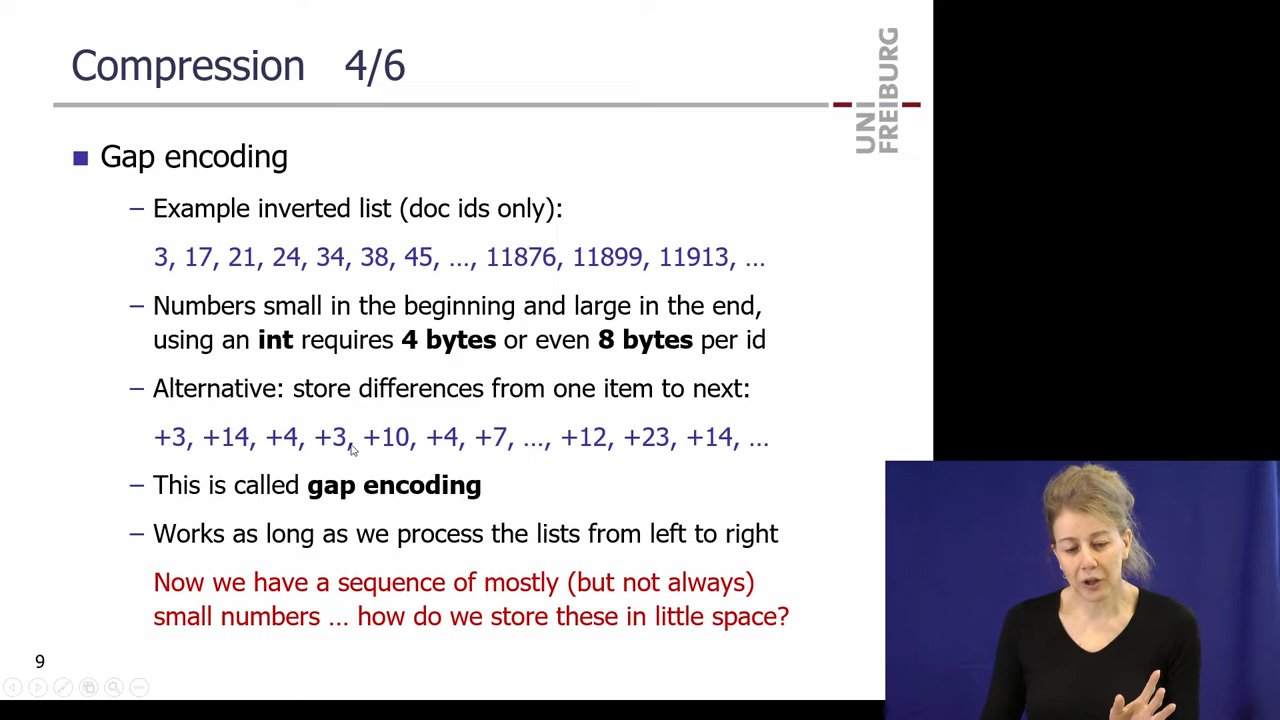 Compression 4/6
UNI
FREIBURG
Gap encoding
– Example inverted list (doc ids only):
3, 17, 21, 24, 34, 38, 45, …, 11876, 11899, 11913, …
– Numbers small in the beginning and large in the end,
using an int requires 4 bytes or even 8 bytes per id
– Alternative: store differences from one item to next:
+3, +14, +4, +3, +10, +4, +7, …, +12, +23, +14, …
– This is called gap encoding
– Works as long as we process the lists from left to right
Now we have a sequence of mostly (but not always)
small numbers … how do we store these in little space?
9